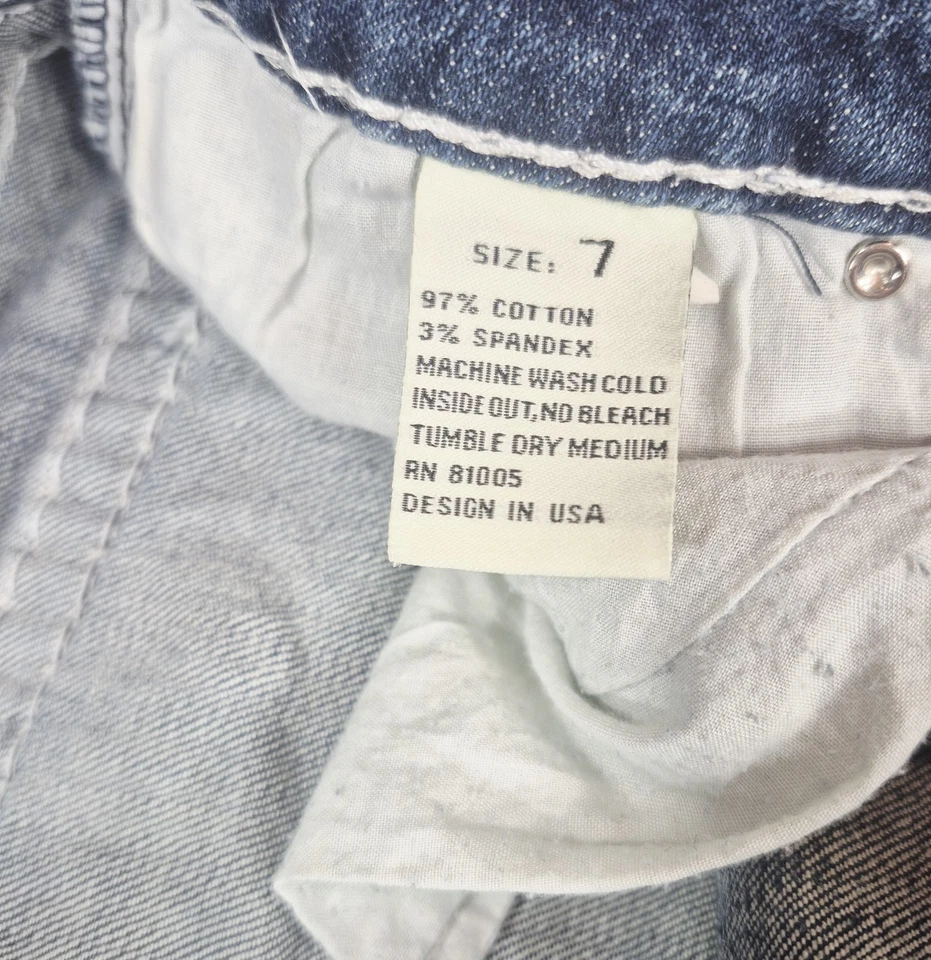 SIZE: 7
97% COTTON
3% SPANDEX
MACHINE WASH COLD
INSIDE OUT, NO BLEACH
TUMBLE DRY MEDIUM
RN 81005
DESIGN IN USA